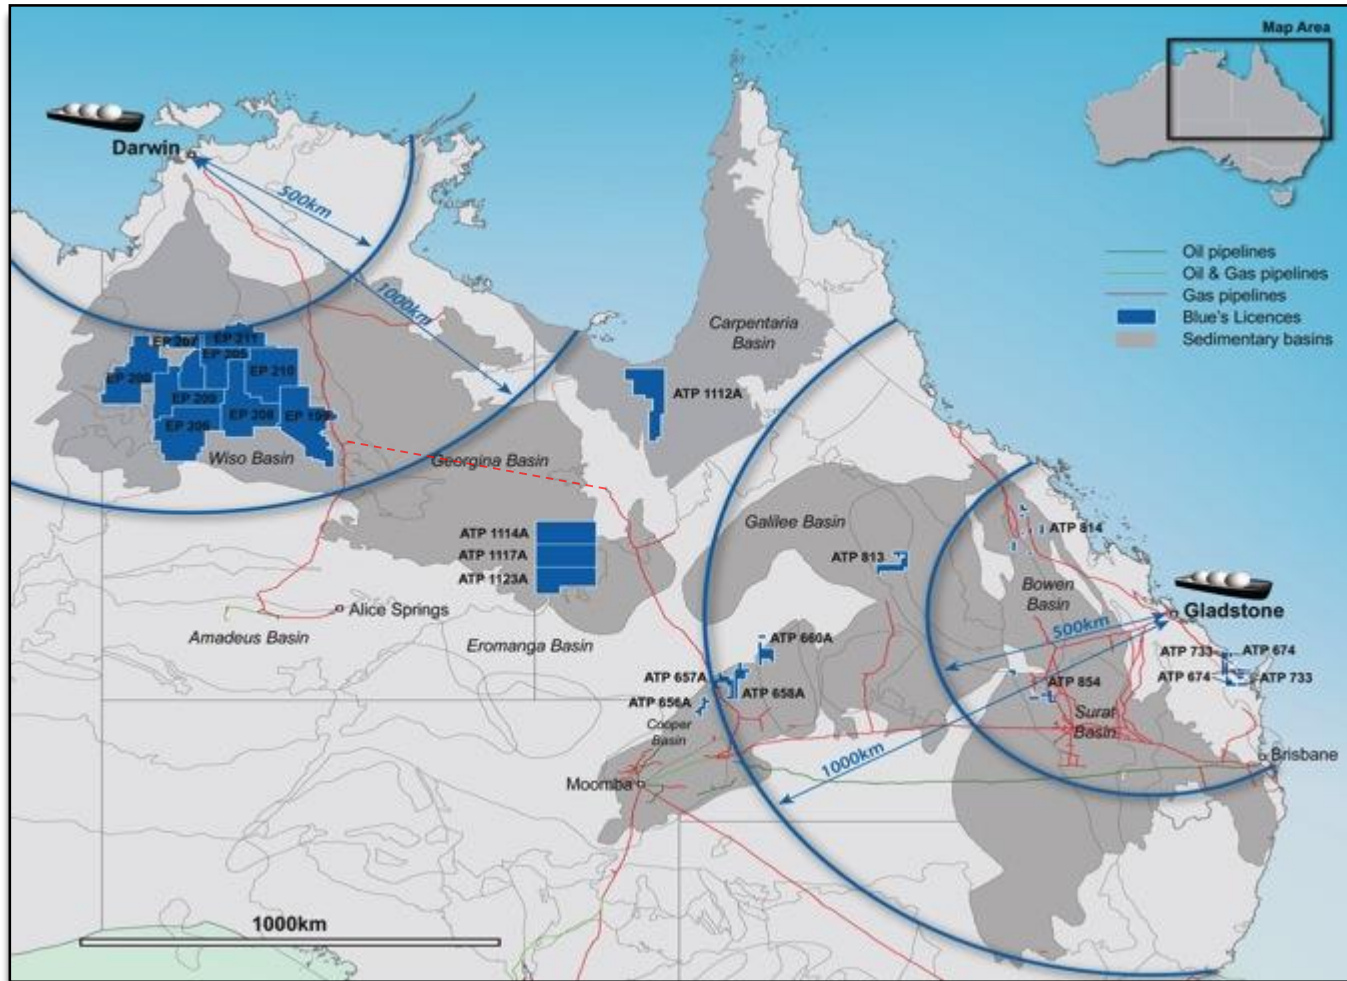 Map Area
Darwin
500km
1000km
Oil pipelines
Oil & Gas pipelines
Gas pipelines
Blue's Licences
Sedimentary basins
Carpentaria
Basin
EP 207
EP 211
EP 205
EP 210
EP 209
EP 206
EP 208
ATP 1112A
Wiso Basin
Georgina Basin
Galilee Basin
ATP 1114A
ATP 1117A
ATP 1123A
ATP 813
ATP 814
Bowen
Basin
Gladstone
500km
Alice Springs
Amadeus Basin
Eromanga Basin
ATP 660A
ATP 657A
ATP 658A
ATP 656A
Cooper
Basin
ATP 733
ATP 674
ATP 674
ATP 733
ATP 854
Surat
Basin
Brisbane
1000km
Moomba
1000km